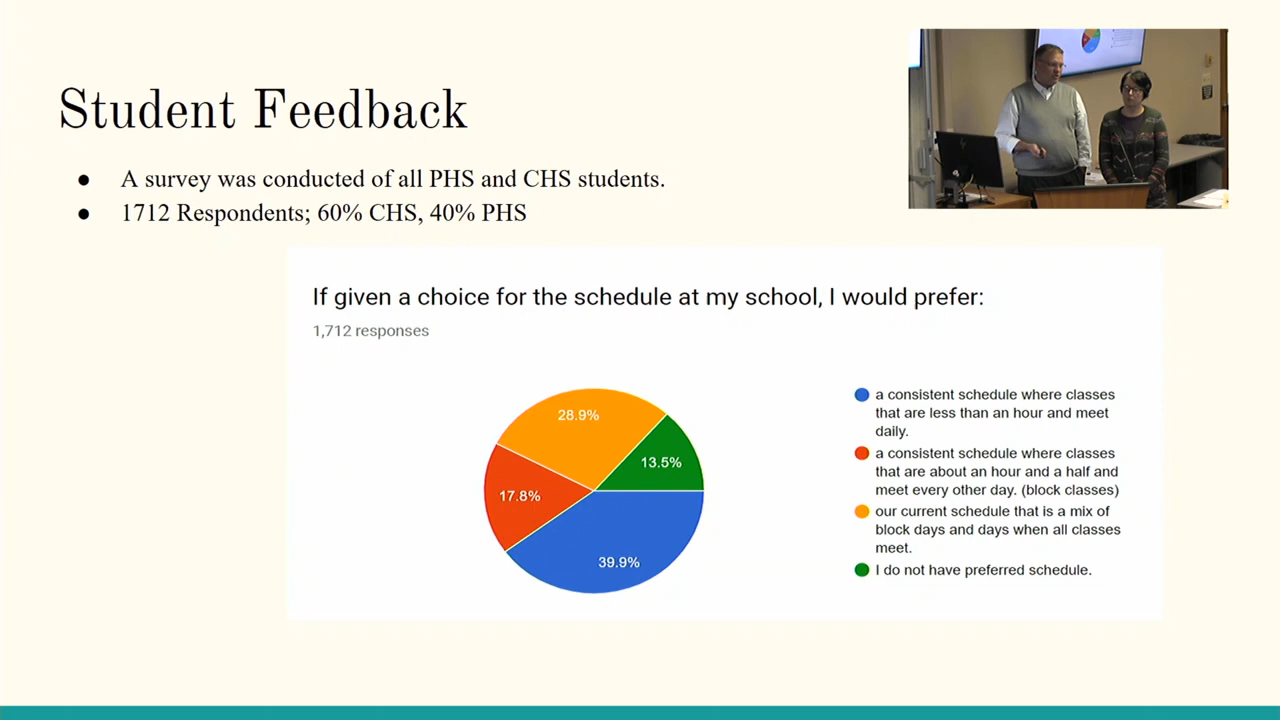 Student Feedback
● A survey was conducted of all PHS and CHS students.
● 1712 Respondents; 60% CHS, 40% PHS
If given a choice for the schedule at my school, I would prefer:
1,712 responses
28.9%
13.5%
17.8%
39.9%
a consistent schedule where classes
that are less than an hour and meet
daily.
a consistent schedule where classes
that are about an hour and a half and
meet every other day. (block classes)
our current schedule that is a mix of
block days and days when all classes
meet.
I do not have preferred schedule.